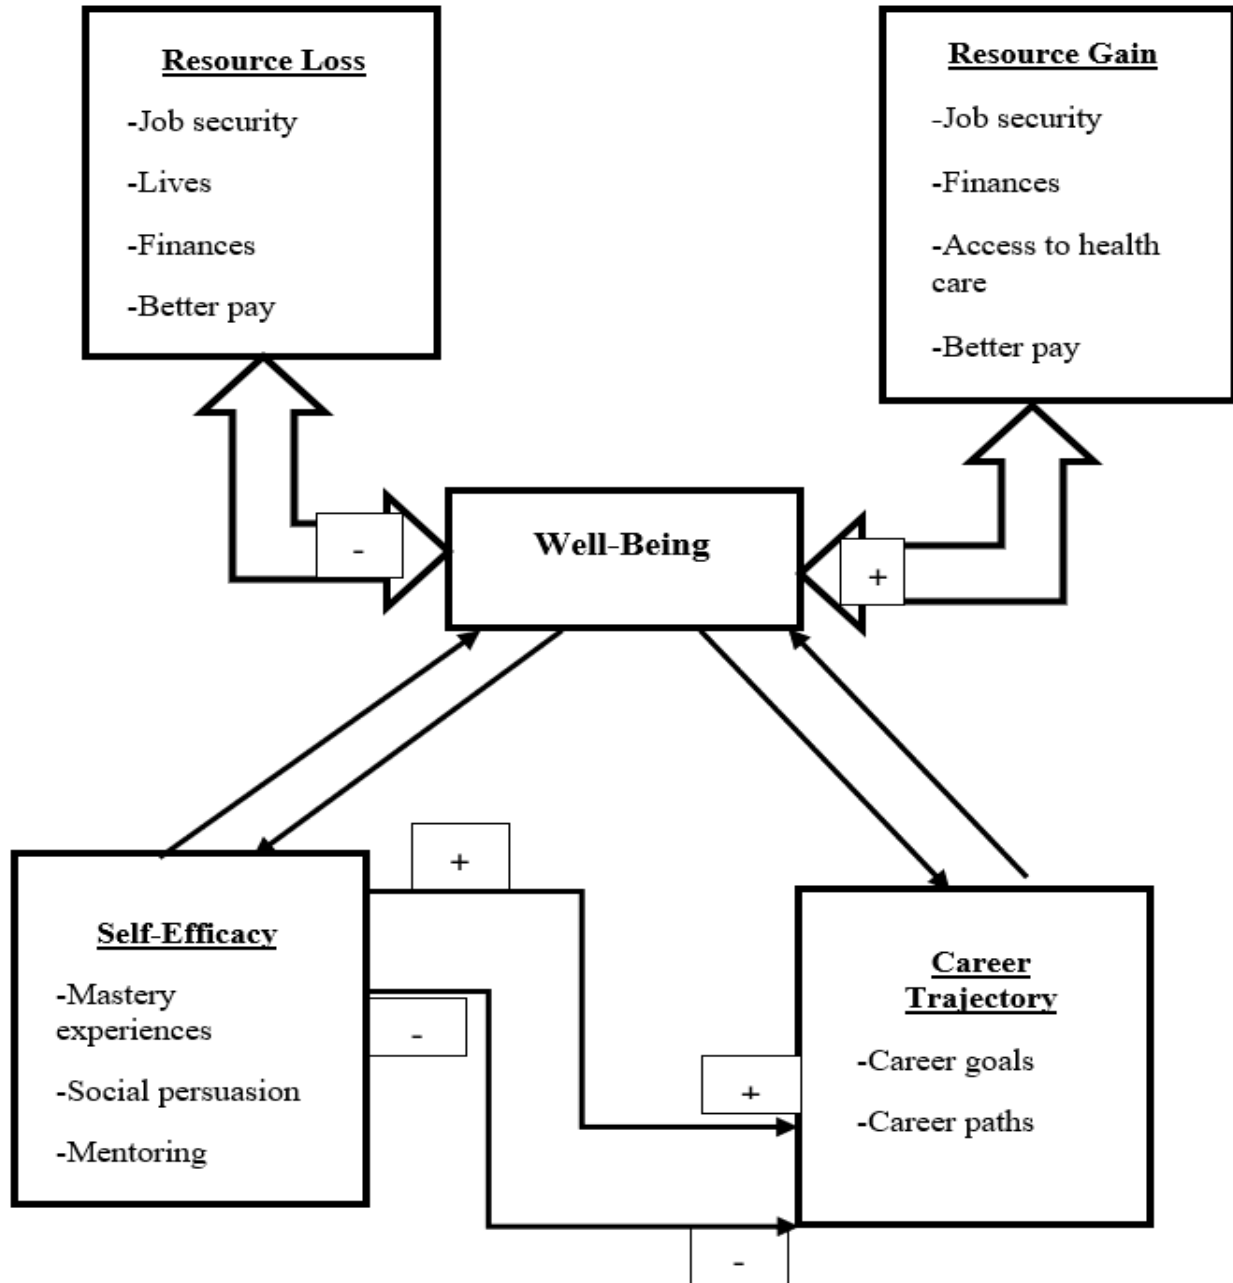 Resource Loss
-Job security
-Lives
-Finances
-Better pay
Resource Gain
-Job security
-Finances
-Access to health
care
-Better pay
-
Well-Being
+
+
Self-Efficacy
-Mastery
experiences
-Social persuasion
-Mentoring
-
+
Career
Trajectory
-Career goals
-Career paths
-